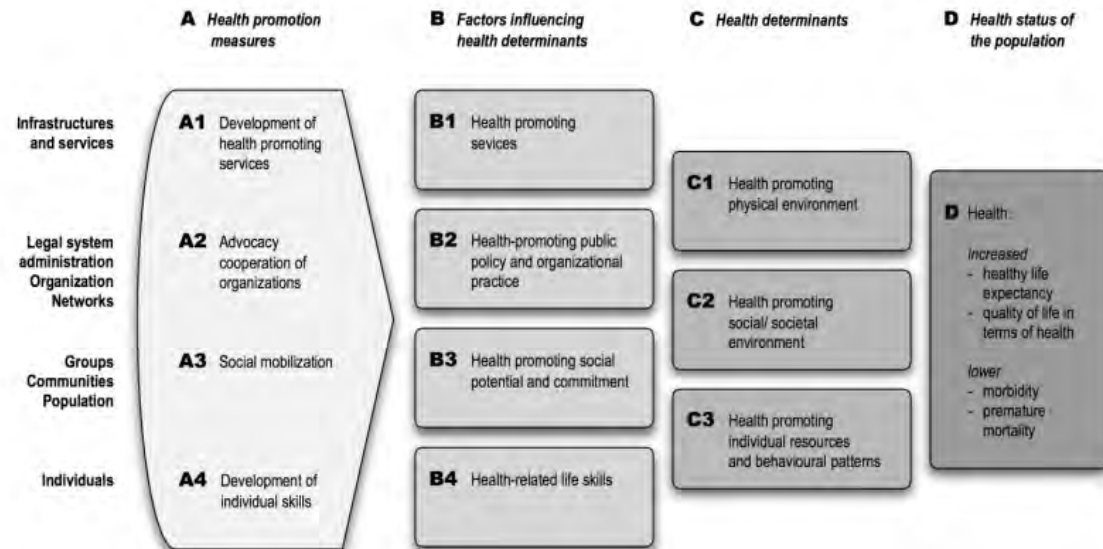 A Health promotion
measures
B Factors influencing
health determinants
C Health determinants
D Health status of
the population
Infrastructures
and services
A1 Development of
health promoting
services
B1 Health promoting
sevices
C1 Health promoting
physical environment
D Health:
increased
- healthy life
expectancy
- quality of life in
terms of health
lower
- morbidity
- premature
mortality
Legal system
administration
Organization
Networks
A2 Advocacy
cooperation of
organizations
B2 Health-promoting public
policy and organizational
practice
C2 Health promoting
social/ societal
environment
Groups
Communities
Population
A3 Social mobilization
B3 Health promoting social
potential and commitment
C3 Health promoting
individual resources
and behavioural patterns
Individuals
A4 Development of
individual skills
B4 Health-related life skills